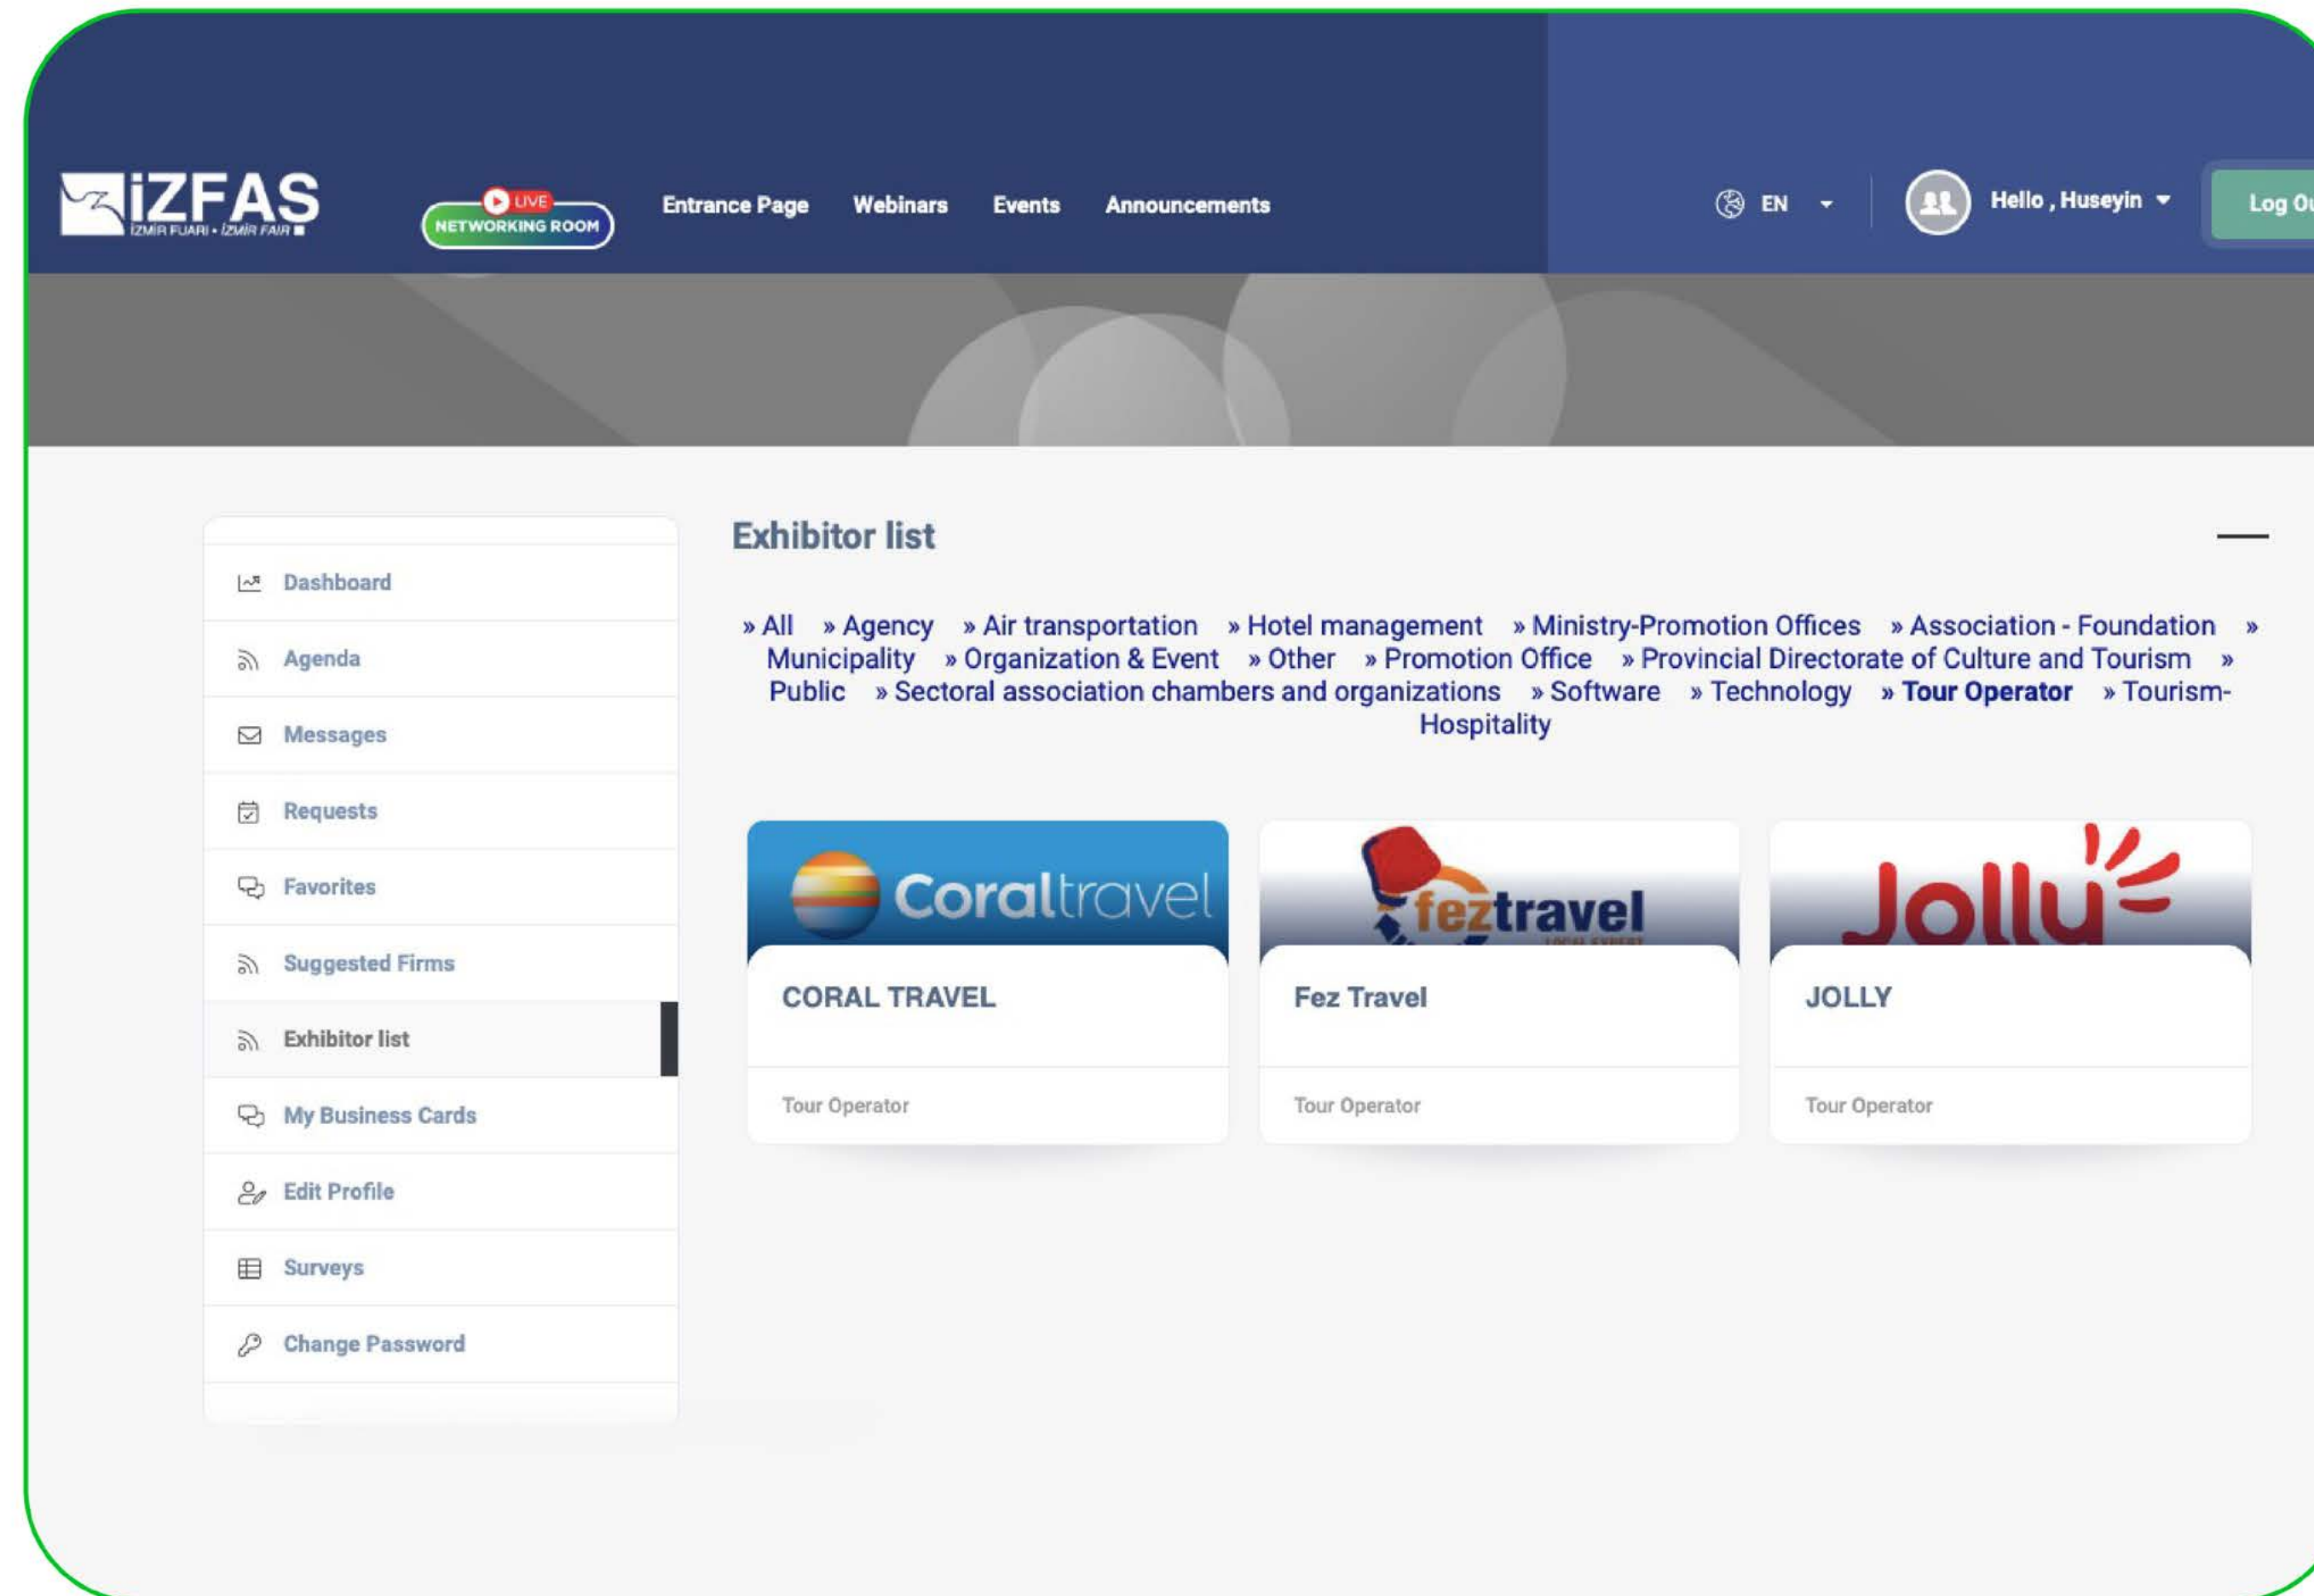 iZFAS
İZMİR FUARI • İZMİR FAIR
LIVE
NETWORKING ROOM
Entrance Page Webinars Events Announcements
EN
Hello , Huseyin
Log
Exhibitor list
Dashboard
Agenda
Messages
Requests
Favorites
Suggested Firms
Exhibitor list
My Business Cards
Edit Profile
Surveys
Change Password
» All » Agency » Air transportation » Hotel management » Ministry-Promotion Offices » Association - Foundation »
Municipality » Organization & Event » Other » Promotion Office » Provincial Directorate of Culture and Tourism »
Public » Sectoral association chambers and organizations » Software » Technology » Tour Operator » Tourism-
Hospitality
Coraltravel
CORAL TRAVEL
Tour Operator
feztravel
LOCAL EXPERT
Fez Travel
Tour Operator
Jolly
JOLLY
Tour Operator